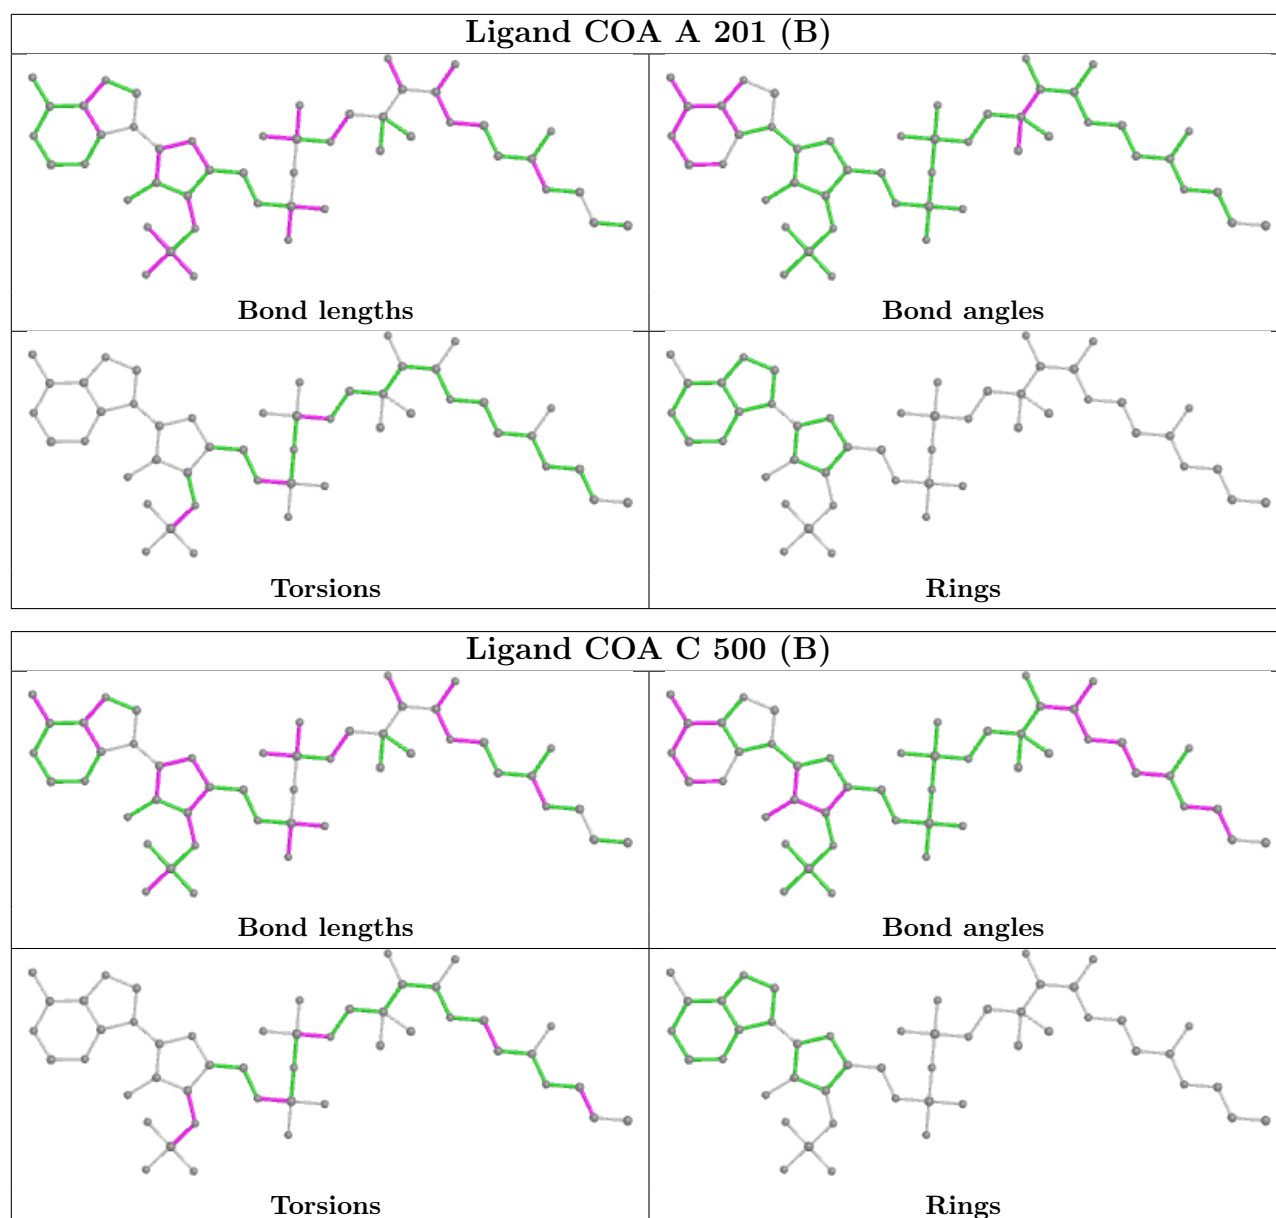 Ligand COA A 201 (B)
Bond lengths
Bond angles
Torsions
Rings
Ligand COA C 500 (B)
Bond lengths
Bond angles
Torsions
Rings